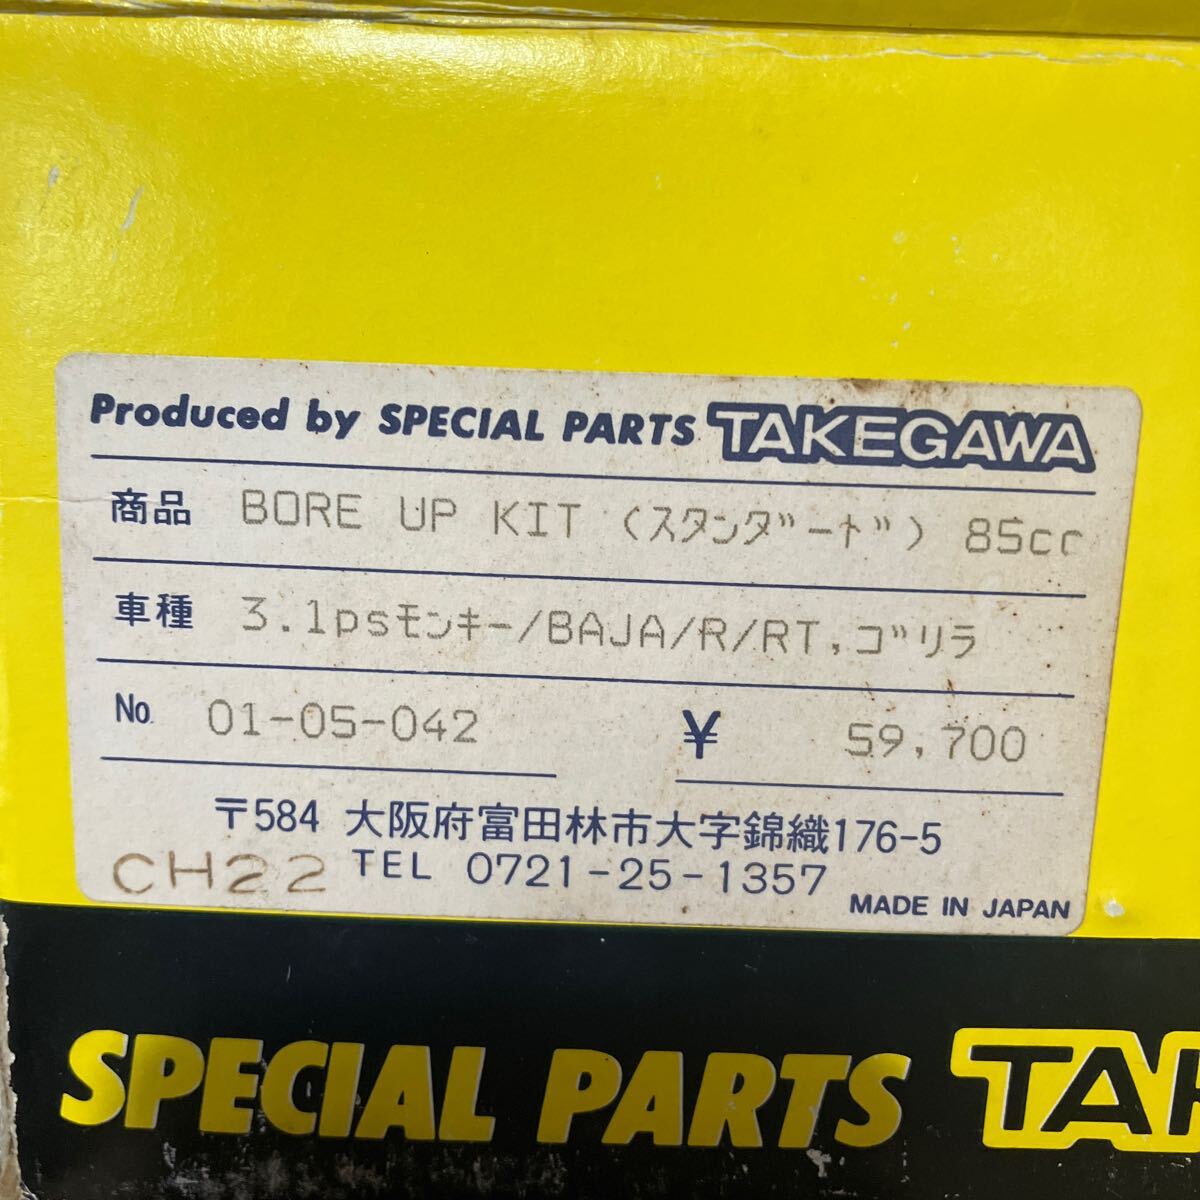 Produced by SPECIAL PARTS TAKEGAWA
商品 BORE UP KIT (ｽﾀﾝﾀﾞｰﾄﾞ) 85cc
車種 3.1psﾓﾝｷｰ/BAJA/R/RT,ｺﾞﾘﾗ
No. 01-05-042 ¥ 59,700
〒584 大阪府富田林市大字錦織176-5
CH22 TEL 0721-25-1357
MADE IN JAPAN
SPECIAL PARTS TAK